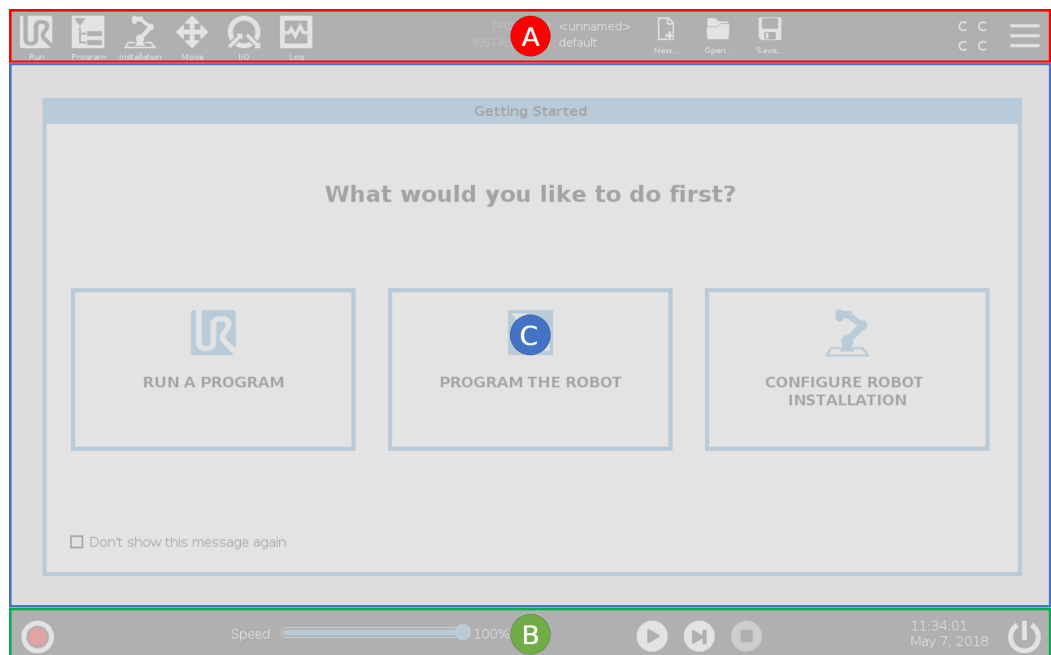 PR <unnamed>
INSTAL default
A
C C
C C
Run Program Installation Move I/O Log
New... Open... Save...
Getting Started
What would you like to do first?
C
RUN A PROGRAM
PROGRAM THE ROBOT
CONFIGURE ROBOT
INSTALLATION
Don't show this message again
Speed 100%
B
11:34:01
May 7, 2018